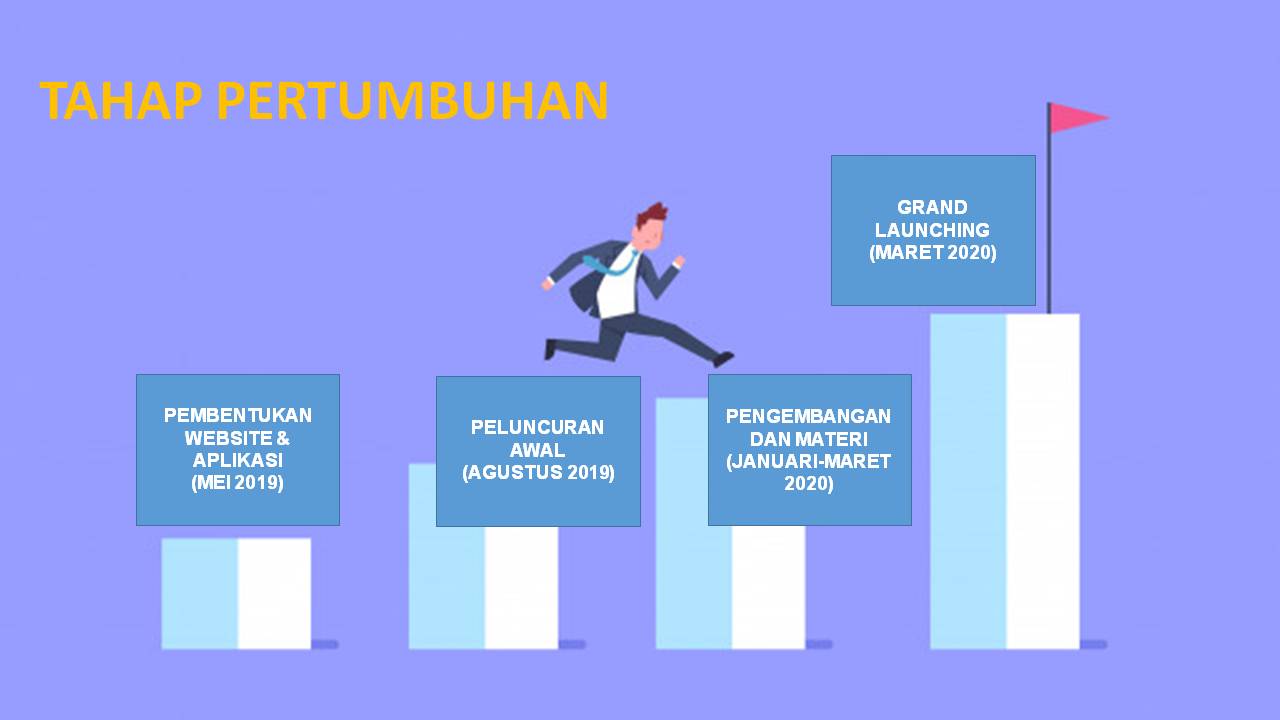 TAHAP PERTUMBUHAN
GRAND
LAUNCHING
(MARET 2020)
PEMBENTUKAN
WEBSITE &
APLIKASI
(MEI 2019)
PELUNCURAN
AWAL
(AGUSTUS 2019)
PENGEMBANGAN
DAN MATERI
(JANUARI-MARET
2020)